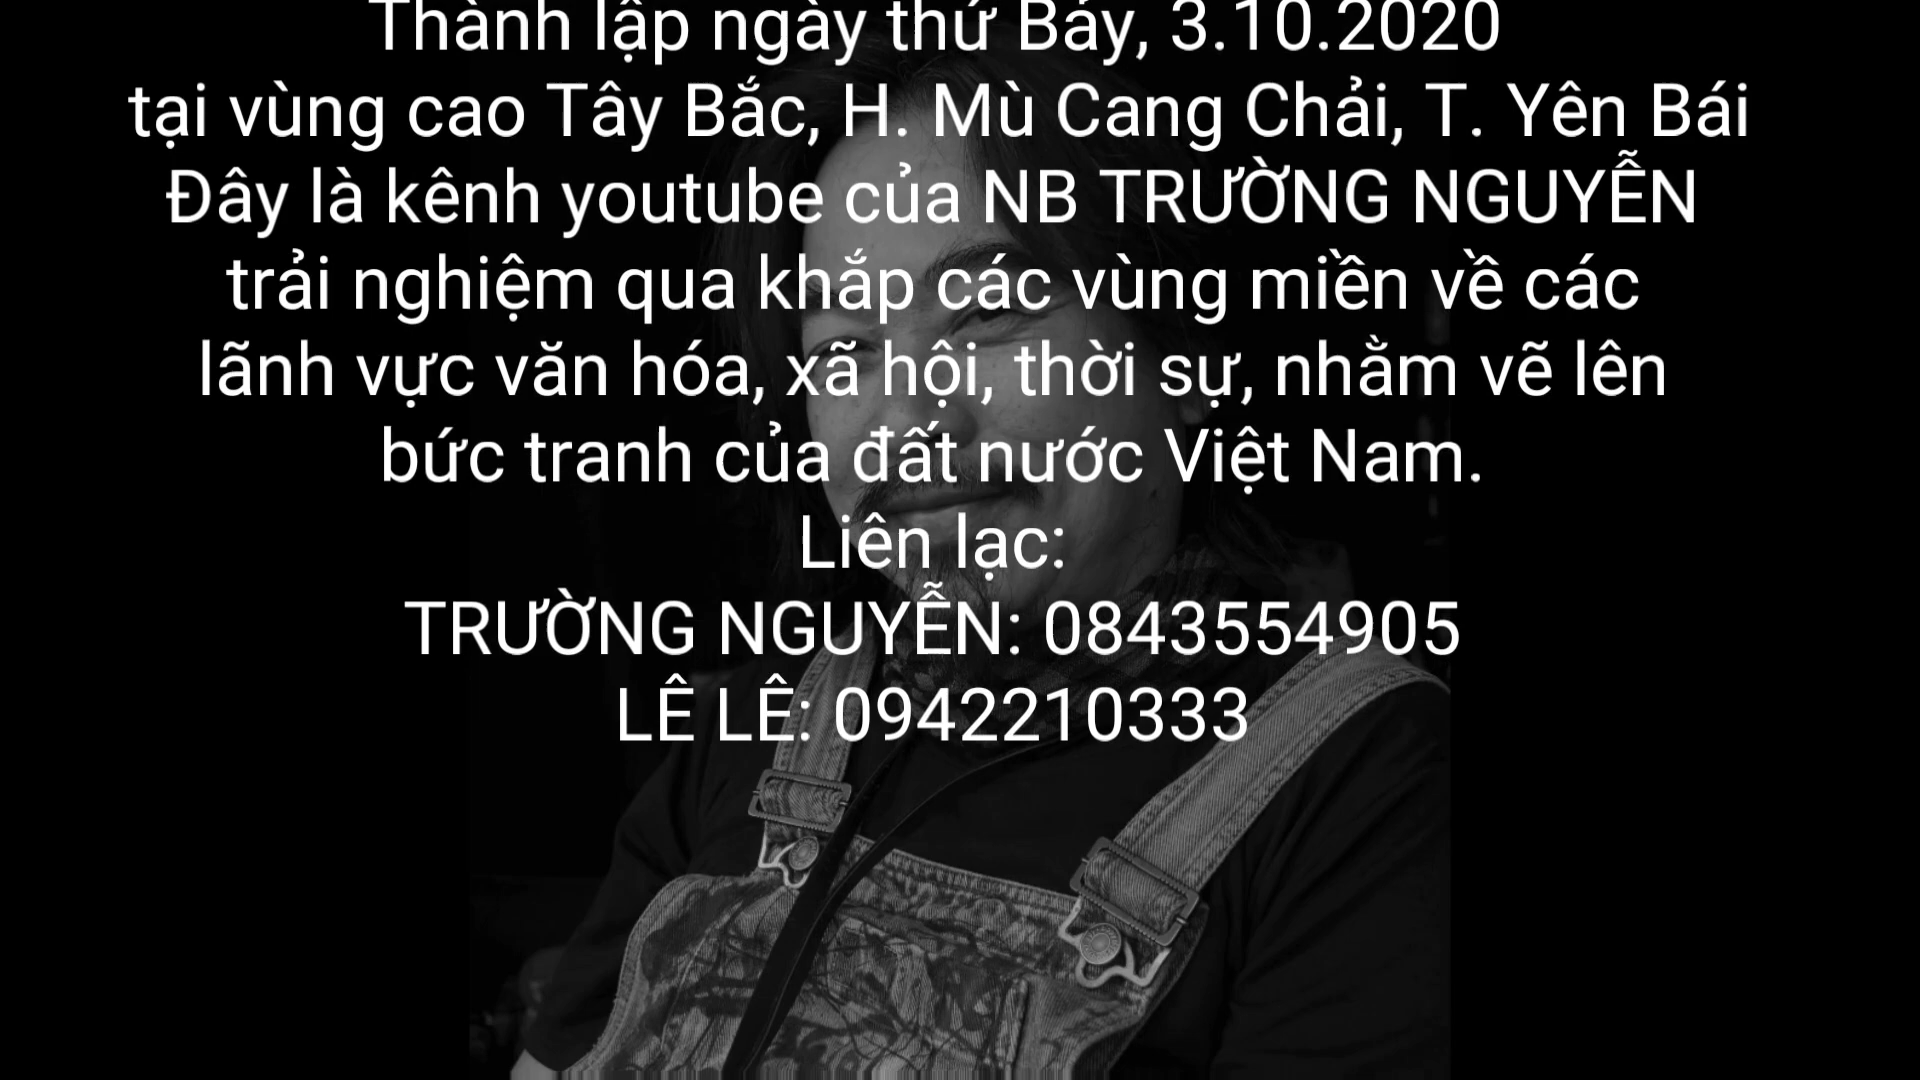 Thành lập ngày thứ Bảy, 3.10.2020
tại vùng cao Tây Bắc, H. Mù Cang Chải, T. Yên Bái
Đây là kênh youtube của NB TRƯỜNG NGUYỄN
trải nghiệm qua khắp các vùng miền về các
lãnh vực văn hóa, xã hội, thời sự, nhằm vẽ lên
bức tranh của đất nước Việt Nam.
Liên lạc:
TRƯỜNG NGUYỄN: 0843554905
LÊ LÊ: 0942210333